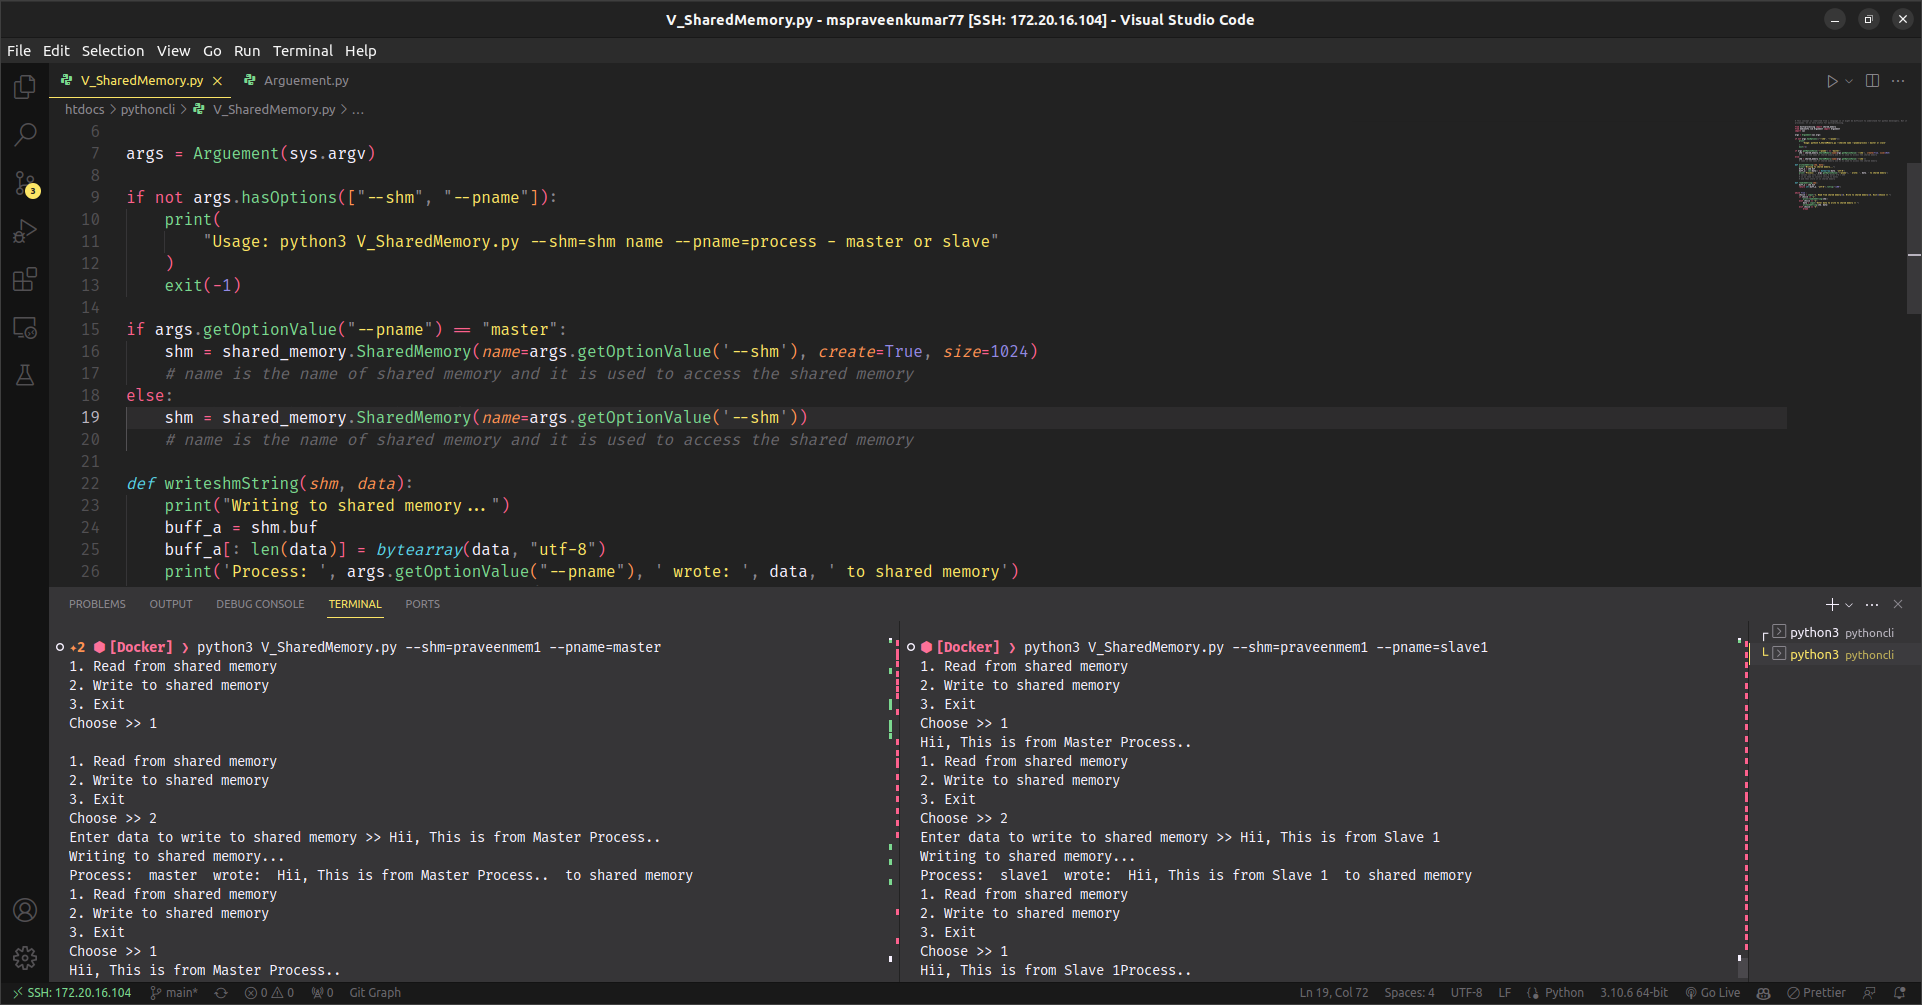 V_SharedMemory.py - mspraveenkumar77 [SSH: 172.20.16.104] - Visual Studio Code
File Edit Selection View Go Run Terminal Help
V_SharedMemory.py Arguement.py
htdocs > pythoncli > V_SharedMemory.py > ...
6
7 args = Arguement(sys.argv)
8
9 if not args.hasOptions(["--shm", "--pname"]):
10 print(
11 "Usage: python3 V_SharedMemory.py --shm=shm name --pname=process - master or slave"
12 )
13 exit(-1)
14
15 if args.getOptionValue("--pname") == "master":
16 shm = shared_memory.SharedMemory(name=args.getOptionValue('--shm'), create=True, size=1024)
17 # name is the name of shared memory and it is used to access the shared memory
18 else:
19 shm = shared_memory.SharedMemory(name=args.getOptionValue('--shm'))
20 # name is the name of shared memory and it is used to access the shared memory
21
22 def writeshmString(shm, data):
23 print("Writing to shared memory...")
24 buff_a = shm.buf
25 buff_a[: len(data)] = bytearray(data, "utf-8")
26 print('Process: ', args.getOptionValue("--pname"), ' wrote: ', data, ' to shared memory')
3
PROBLEMS OUTPUT DEBUG CONSOLE TERMINAL PORTS
✦2 [Docker] ❯ python3 V_SharedMemory.py --shm=praveenmem1 --pname=master
1. Read from shared memory
2. Write to shared memory
3. Exit
Choose >> 1
1. Read from shared memory
2. Write to shared memory
3. Exit
Choose >> 2
Enter data to write to shared memory >> Hii, This is from Master Process..
Writing to shared memory...
Process:  master  wrote:  Hii, This is from Master Process..  to shared memory
1. Read from shared memory
2. Write to shared memory
3. Exit
Choose >> 1
Hii, This is from Master Process..
[Docker] ❯ python3 V_SharedMemory.py --shm=praveenmem1 --pname=slave1
1. Read from shared memory
2. Write to shared memory
3. Exit
Choose >> 1
Hii, This is from Master Process..
1. Read from shared memory
2. Write to shared memory
3. Exit
Choose >> 2
Enter data to write to shared memory >> Hii, This is from Slave 1
Writing to shared memory...
Process:  slave1  wrote:  Hii, This is from Slave 1  to shared memory
1. Read from shared memory
2. Write to shared memory
3. Exit
Choose >> 1
Hii, This is from Slave 1Process..
python3 pythoncli
python3 pythoncli
SSH: 172.20.16.104 main* 0 0 0 Git Graph Ln 19, Col 72 Spaces: 4 UTF-8 LF Python 3.10.6 64-bit Go Live Prettier